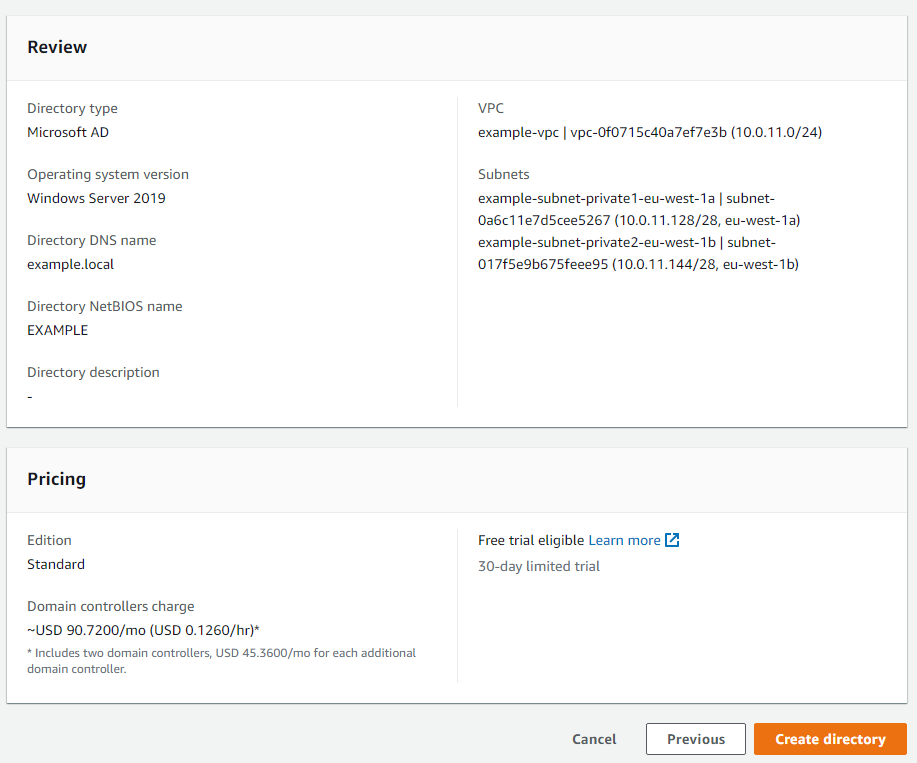 Review
Directory type
Microsoft AD
Operating system version
Windows Server 2019
Directory DNS name
example.local
Directory NetBIOS name
EXAMPLE
Directory description
-
VPC
example-vpc | vpc-0f0715c40a7ef7e3b (10.0.11.0/24)
Subnets
example-subnet-private1-eu-west-1a | subnet-
0a6c11e7d5cee5267 (10.0.11.128/28, eu-west-1a)
example-subnet-private2-eu-west-1b | subnet-
017f5e9b675feee95 (10.0.11.144/28, eu-west-1b)
Pricing
Edition
Standard
Domain controllers charge
~USD 90.7200/mo (USD 0.1260/hr)*
* Includes two domain controllers, USD 45.3600/mo for each additional
domain controller.
Free trial eligible Learn more
30-day limited trial
Cancel
Previous
Create directory